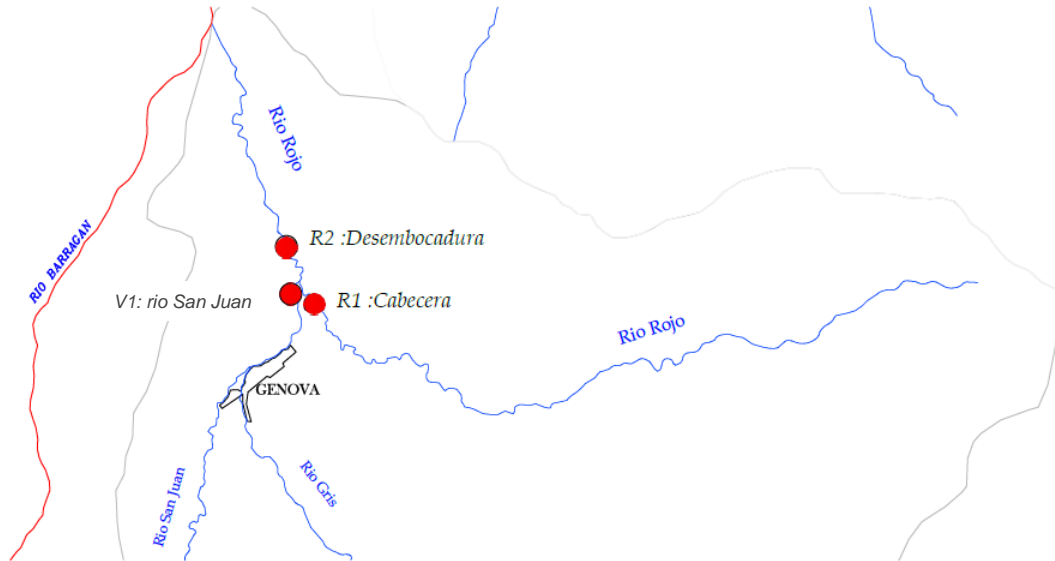 Rio Rojo
RIO BARRAGAN
R2 :Desembocadura
V1: rio San Juan
R1 :Cabecera
Rio Rojo
GENOVA
Rio San Juan
Rio Gris